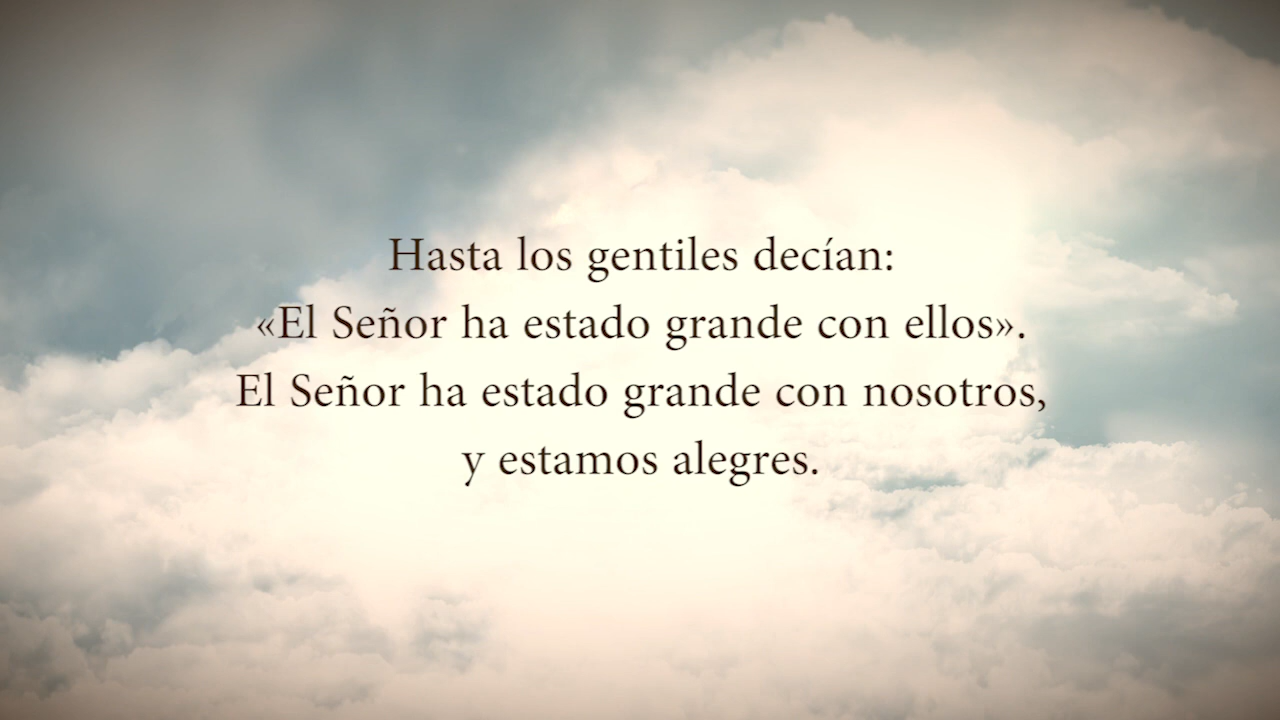 Hasta los gentiles decían:
«El Señor ha estado grande con ellos».
El Señor ha estado grande con nosotros,
y estamos alegres.